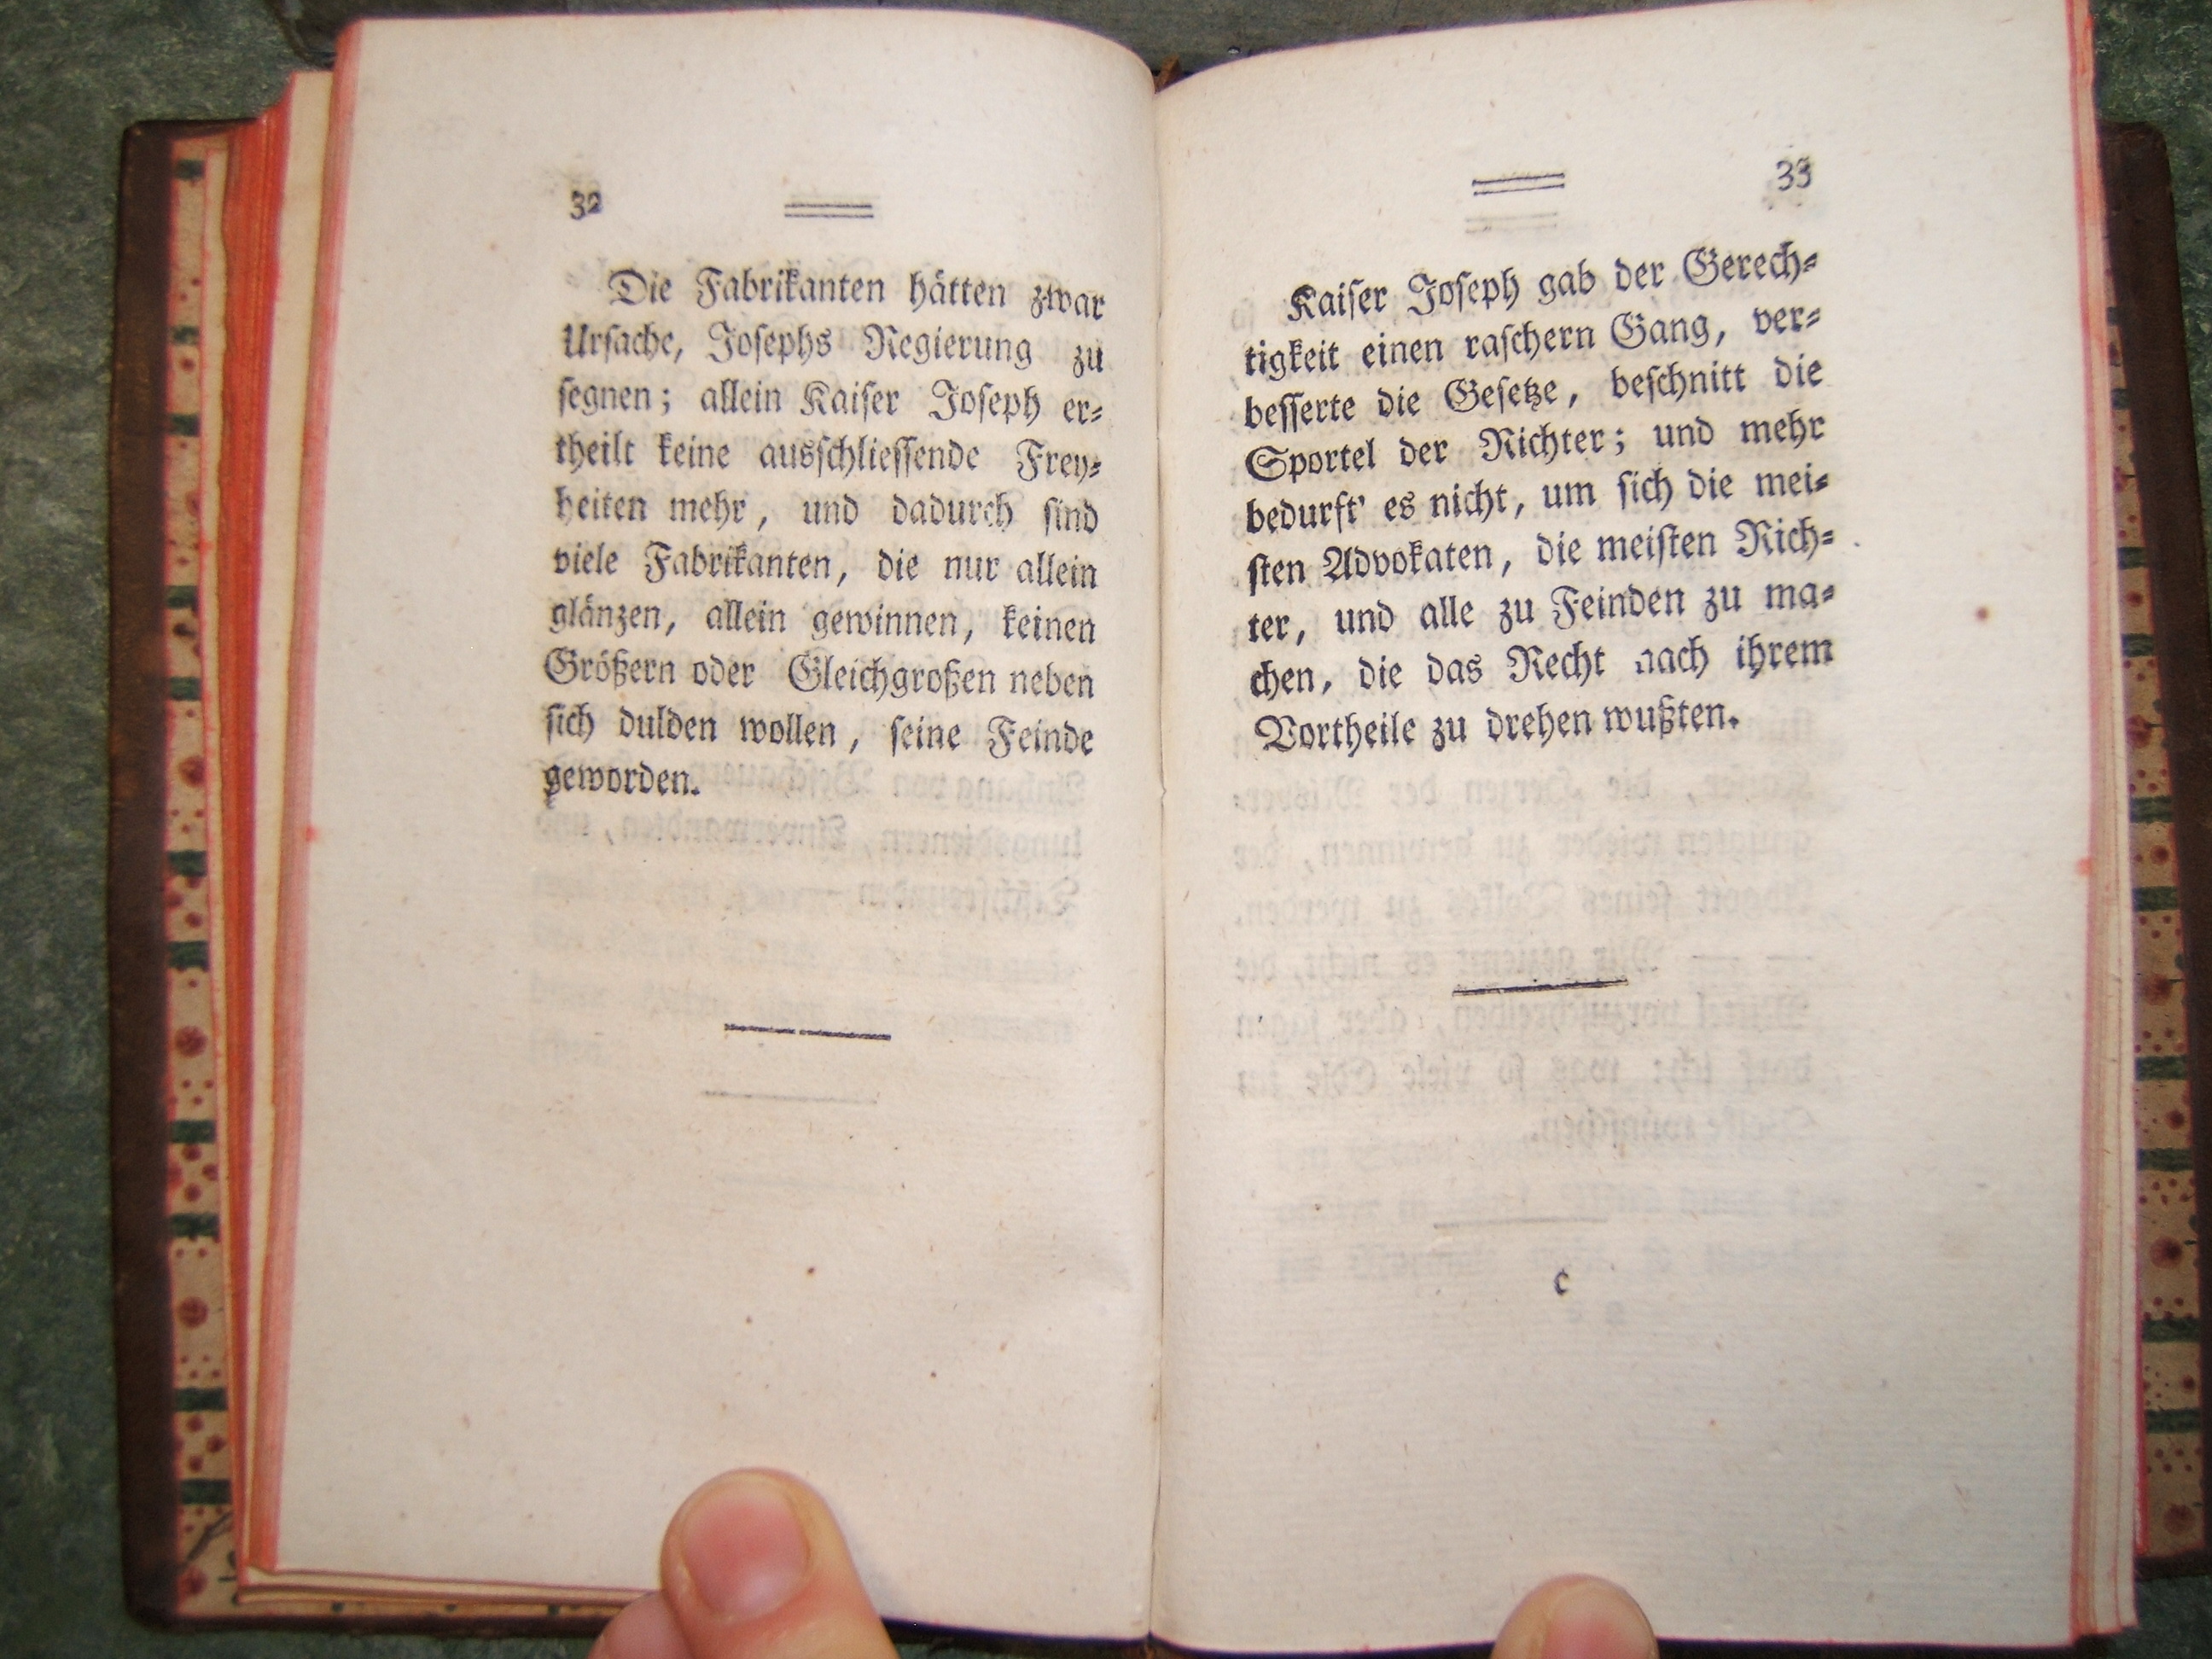 32
Die Fabrikanten hätten zwar
Ursache, Josephs Regierung zu
segnen; allein Kaiser Joseph er-
theilt keine ausschliessende Frey-
heiten mehr, und dadurch sind
viele Fabrikanten, die nur allein
glänzen, allein gewinnen, keinen
Größern oder Gleichgroßen neben
sich dulden wollen, seine Feinde
geworden.
33
Kaiser Joseph gab der Gerech-
tigkeit einen raschern Gang, ver-
besserte die Gesetze, beschnitt die
Sportel der Richter; und mehr
bedurft' es nicht, um sich die mei-
sten Advokaten, die meisten Rich-
ter, und alle zu Feinden zu ma-
chen, die das Recht nach ihrem
Vortheile zu drehen wußten.
C